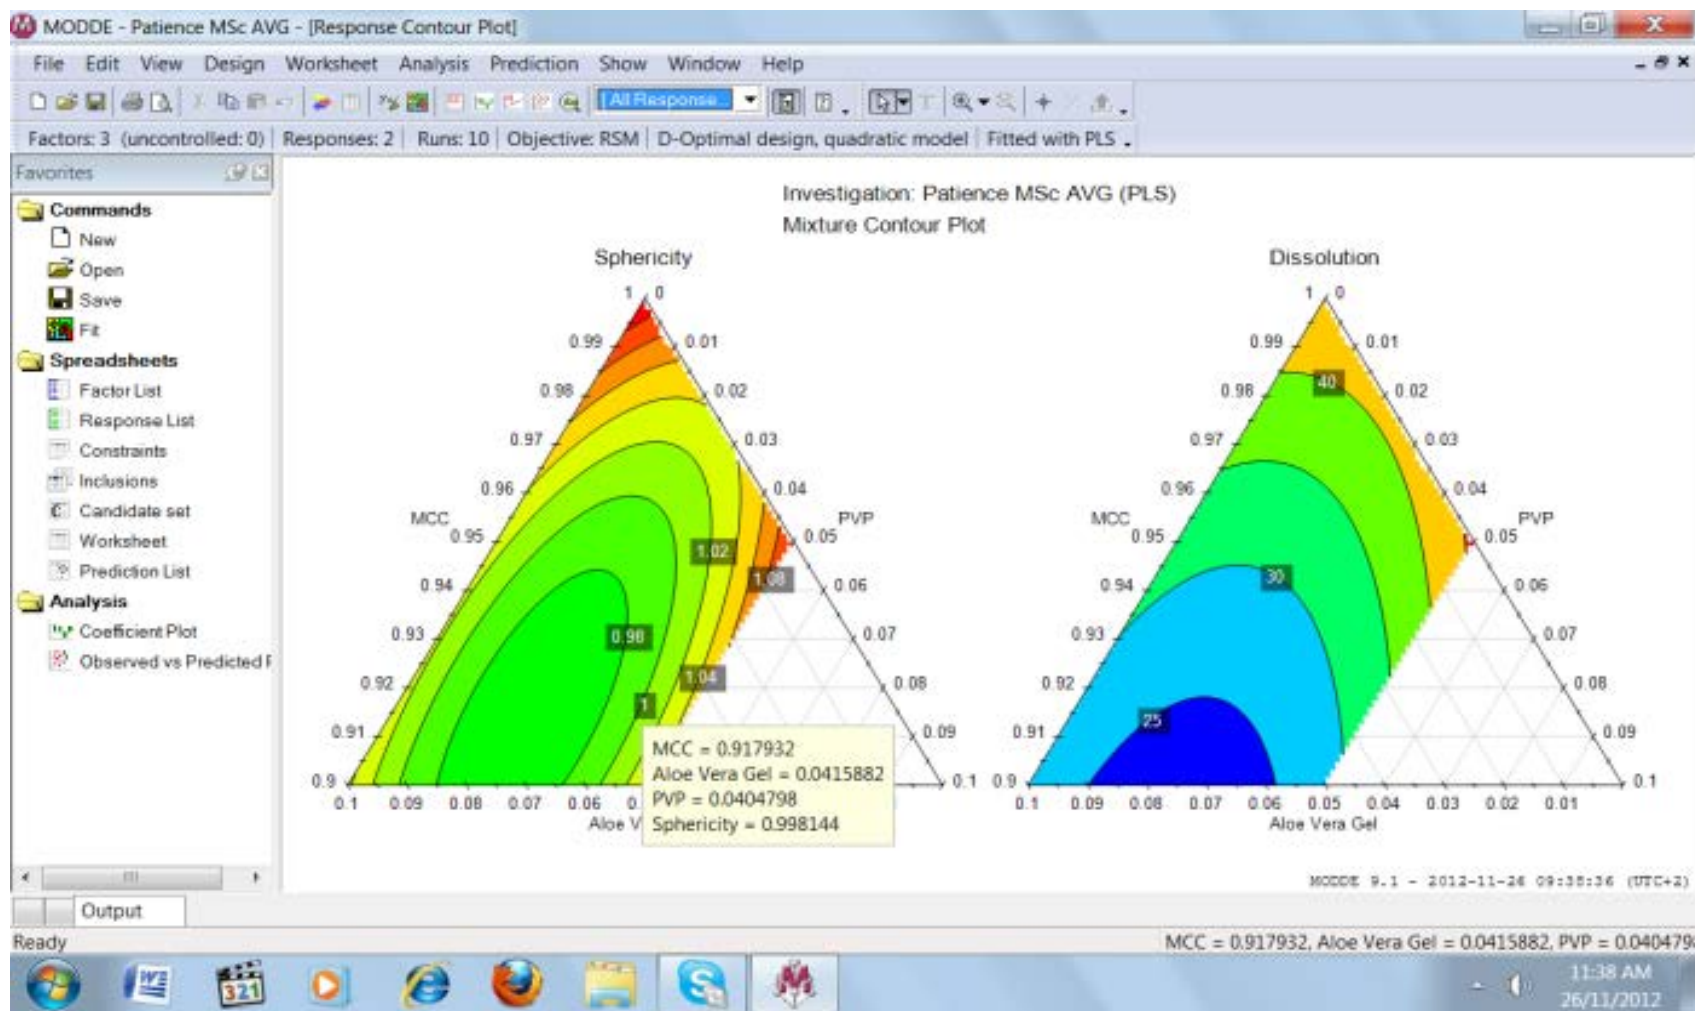 MODDE - Patience MSc AVG - [Response Contour Plot]
File Edit View Design Worksheet Analysis Prediction Show Window Help
[ All Response...
Factors: 3 (uncontrolled: 0) Responses: 2 Runs: 10 Objective: RSM D-Optimal design, quadratic model Fitted with PLS
Favorites
Commands
New
Open
Save
Fit
Spreadsheets
Factor List
Response List
Constraints
Inclusions
Candidate set
Worksheet
Prediction List
Analysis
Coefficient Plot
Observed vs Predicted
Investigation: Patience MSc AVG (PLS)
Mixture Contour Plot
Sphericity
1 0
0.99 0.01
0.98 0.02
0.97 0.03
0.96 0.04
MCC PVP
0.95 0.05
0.94 0.06
0.93 0.07
0.92 0.08
0.91 0.09
0.9 0.1
0.1 0.09 0.08 0.07 0.06
Aloe V
1.02
1.08
0.98
1.04
1
MCC = 0.917932
Aloe Vera Gel = 0.0415882
PVP = 0.0404798
Sphericity = 0.998144
Dissolution
1 0
0.99 0.01
0.98 0.02
0.97 0.03
0.96 0.04
MCC PVP
0.95 0.05
0.94 0.06
0.93 0.07
0.92 0.08
0.91 0.09
0.9 0.1
0.1 0.09 0.08 0.07 0.06 0.05 0.04 0.03 0.02 0.01
Aloe Vera Gel
40
30
25
MODDE 9.1 - 2012-11-26 09:38:36 (UTC+2)
Output
Ready
MCC = 0.917932, Aloe Vera Gel = 0.0415882, PVP = 0.040479
321
11:38 AM
26/11/2012